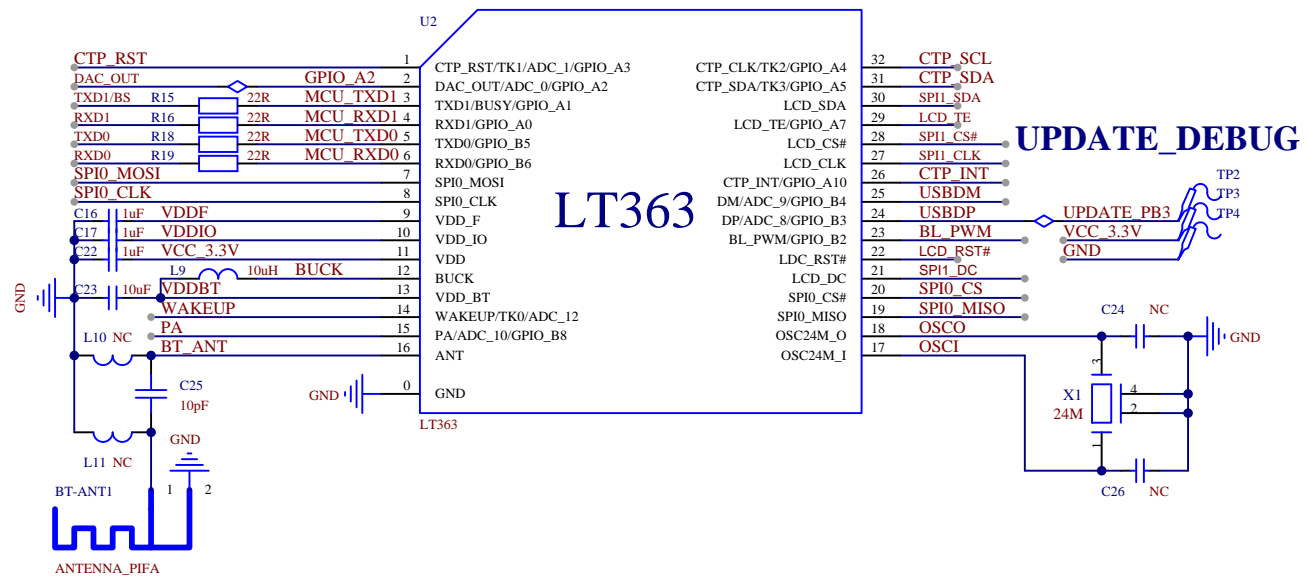 U2
CTP_RST 1 CTP_RST/TK1/ADC_1/GPIO_A3 CTP_CLK/TK2/GPIO_A4 32 CTP_SCL
DAC_OUT GPIO_A2 2 DAC_OUT/ADC_0/GPIO_A2 CTP_SDA/TK3/GPIO_A5 31 CTP_SDA
TXD1/BS R15 22R MCU_TXD1 3 TXD1/BUSY/GPIO_A1 LCD_SDA 30 SPI1_SDA
RXD1 R16 22R MCU_RXD1 4 RXD1/GPIO_A0 LCD_TE/GPIO_A7 29 LCD_TE
TXD0 R18 22R MCU_TXD0 5 TXD0/GPIO_B5 LCD_CS# 28 SPI1_CS# UPDATE_DEBUG
RXD0 R19 22R MCU_RXD0 6 RXD0/GPIO_B6 LCD_CLK 27 SPI1_CLK
SPI0_MOSI 7 SPI0_MOSI CTP_INT/GPIO_A10 26 CTP_INT TP2
SPI0_CLK 8 SPI0_CLK LT363 DM/ADC_9/GPIO_B4 25 USBDM TP3
C16 1uF VDDF 9 VDD_F DP/ADC_8/GPIO_B3 24 USBDP UPDATE_PB3 TP4
C17 1uF VDDIO 10 VDD_IO BL_PWM/GPIO_B2 23 BL_PWM VCC_3.3V
C22 1uF VCC_3.3V 11 VDD LDC_RST# 22 LCD_RST# GND
L9 10uH BUCK 12 BUCK LCD_DC 21 SPI1_DC
GND C23 10uF VDDBT 13 VDD_BT SPI0_CS# 20 SPI0_CS
WAKEUP 14 WAKEUP/TK0/ADC_12 SPI0_MISO 19 SPI0_MISO C24 NC
L10 NC PA 15 PA/ADC_10/GPIO_B8 OSC24M_O 18 OSCO GND
BT_ANT 16 ANT OSC24M_I 17 OSCI
C25 3
10pF GND 0 GND X1 4
LT363 24M 2
GND 1
L11 NC C26 NC
BT-ANT1 1 2
ANTENNA_PIFA